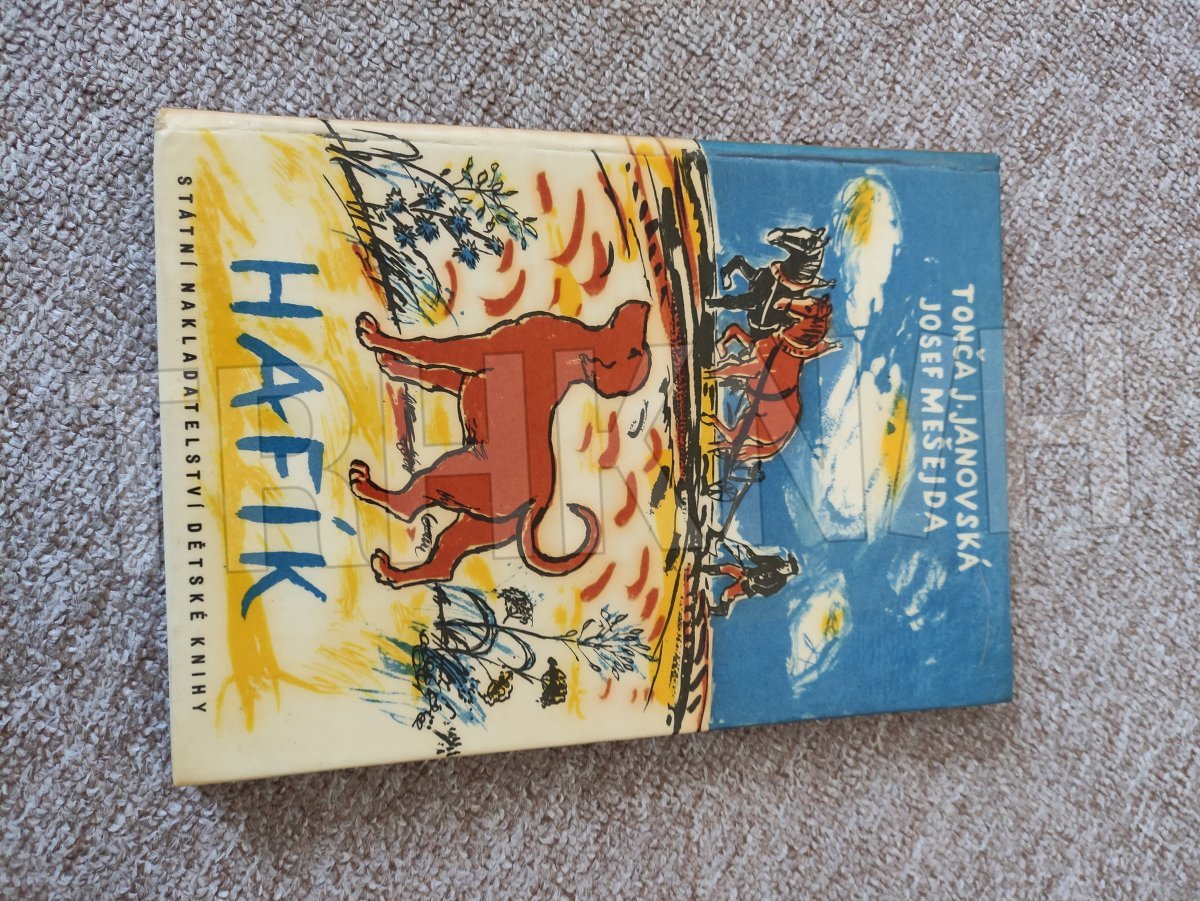 TONČA J. JANOVSKÁ
JOSEF MEŠEJDA
HAFÍK
STÁTNÍ NAKLADATELSTVÍ DĚTSKÉ KNIHY